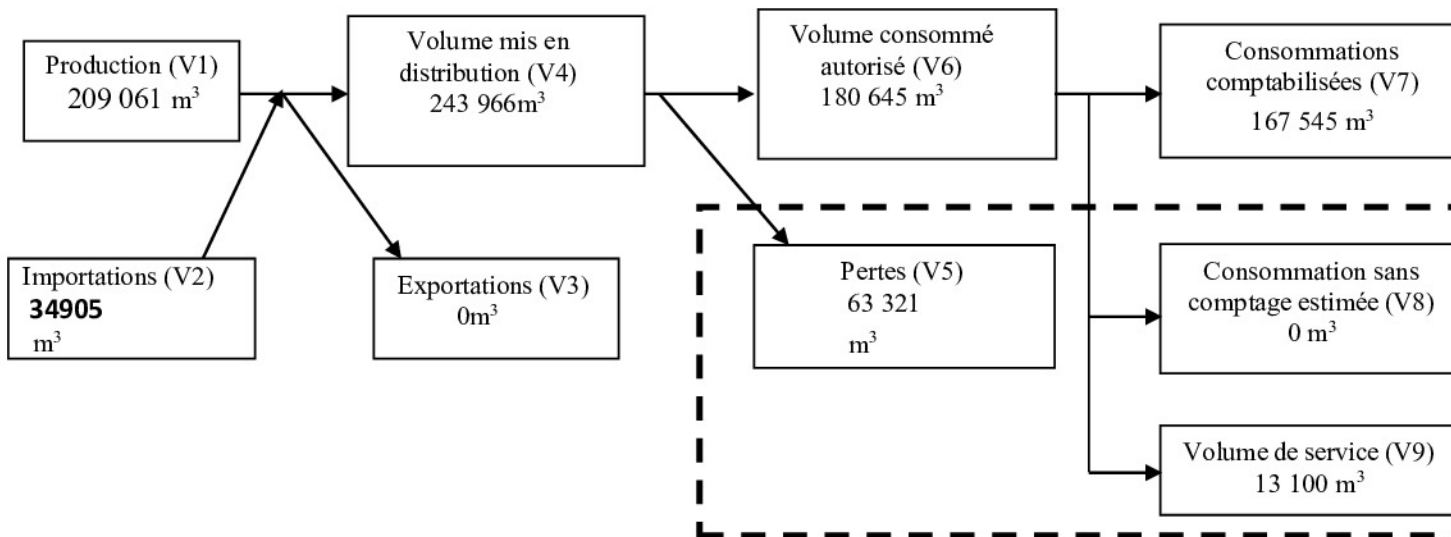 Production (V1)
209 061 m³
Volume mis en
distribution (V4)
243 966m³
Volume consommé
autorisé (V6)
180 645 m³
Consommations
comptabilisées (V7)
167 545 m³
Importations (V2)
34905
m³
Exportations (V3)
0m³
Pertes (V5)
63 321
m³
Consommation sans
comptage estimée (V8)
0 m³
Volume de service (V9)
13 100 m³